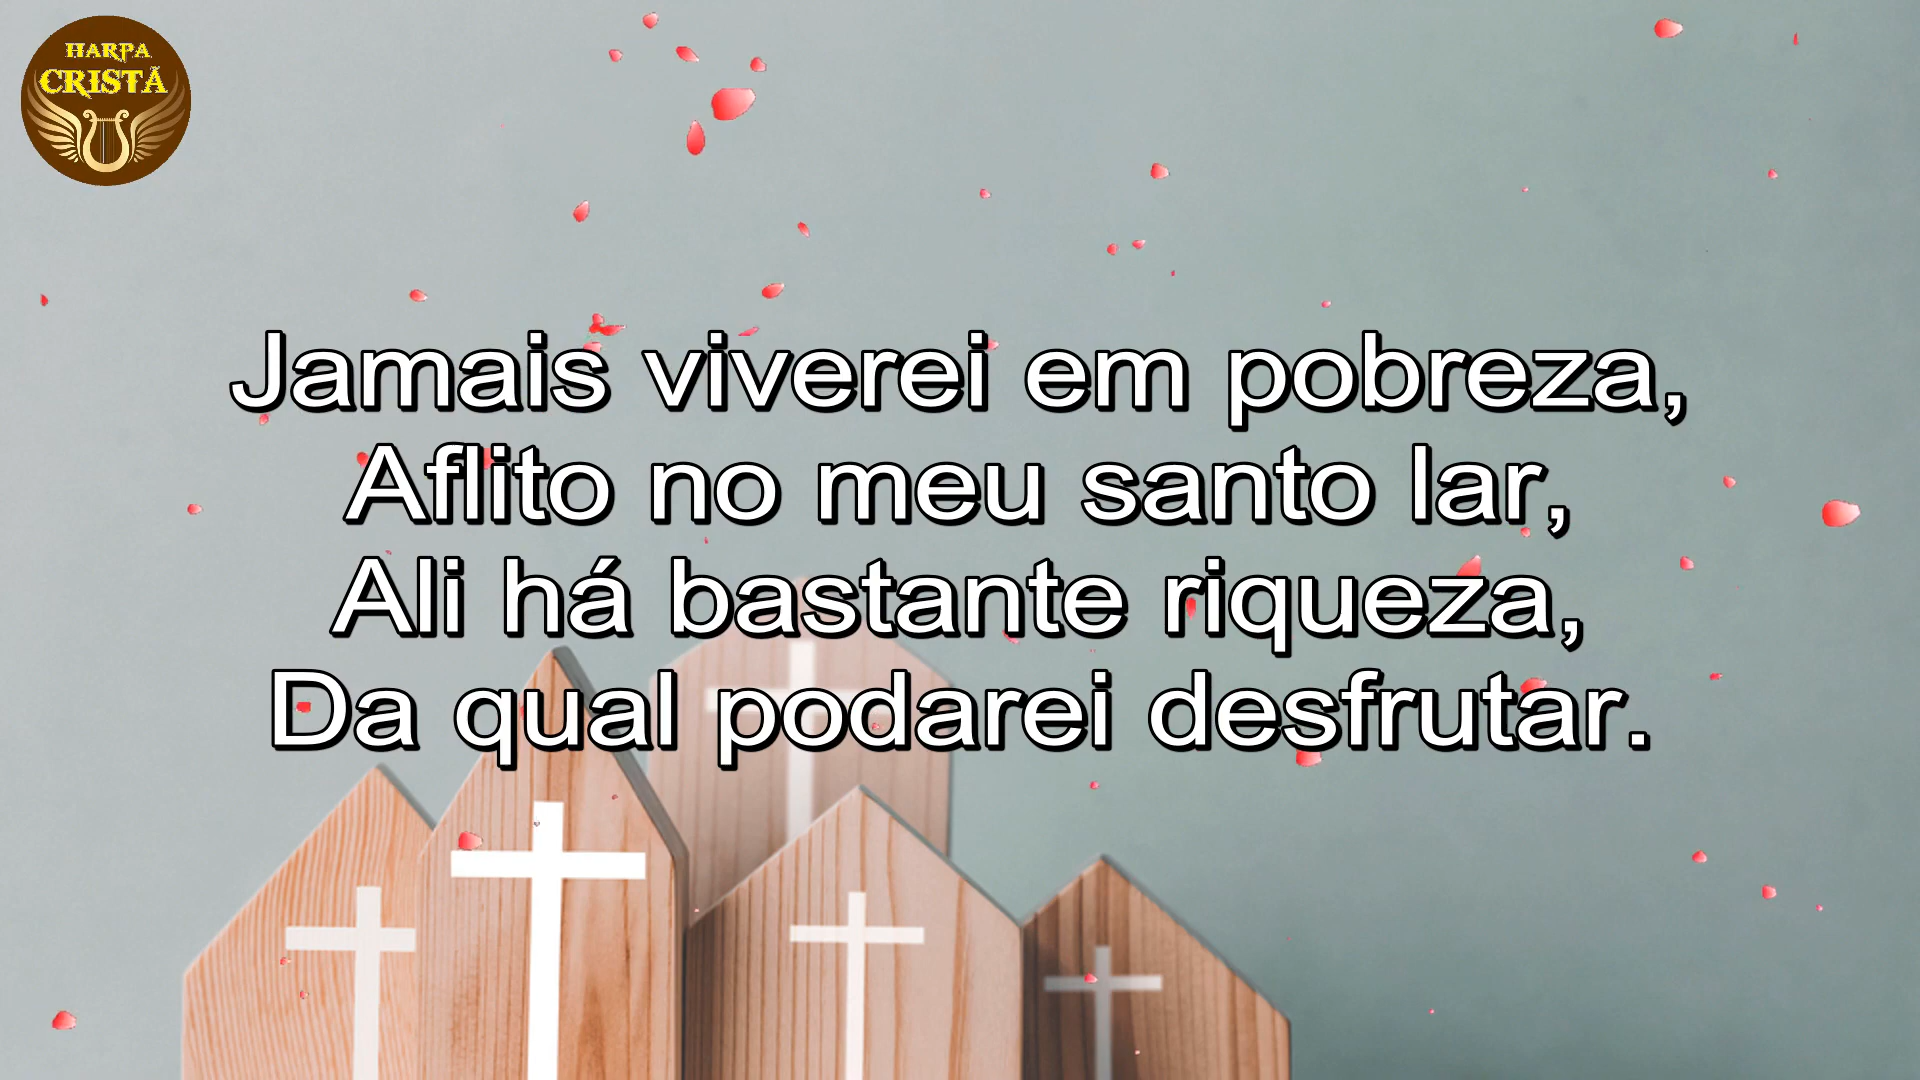 HARPA
CRISTÃ
Jamais viverei em pobreza,
Aflito no meu santo lar,
Ali há bastante riqueza,
Da qual podarei desfrutar.